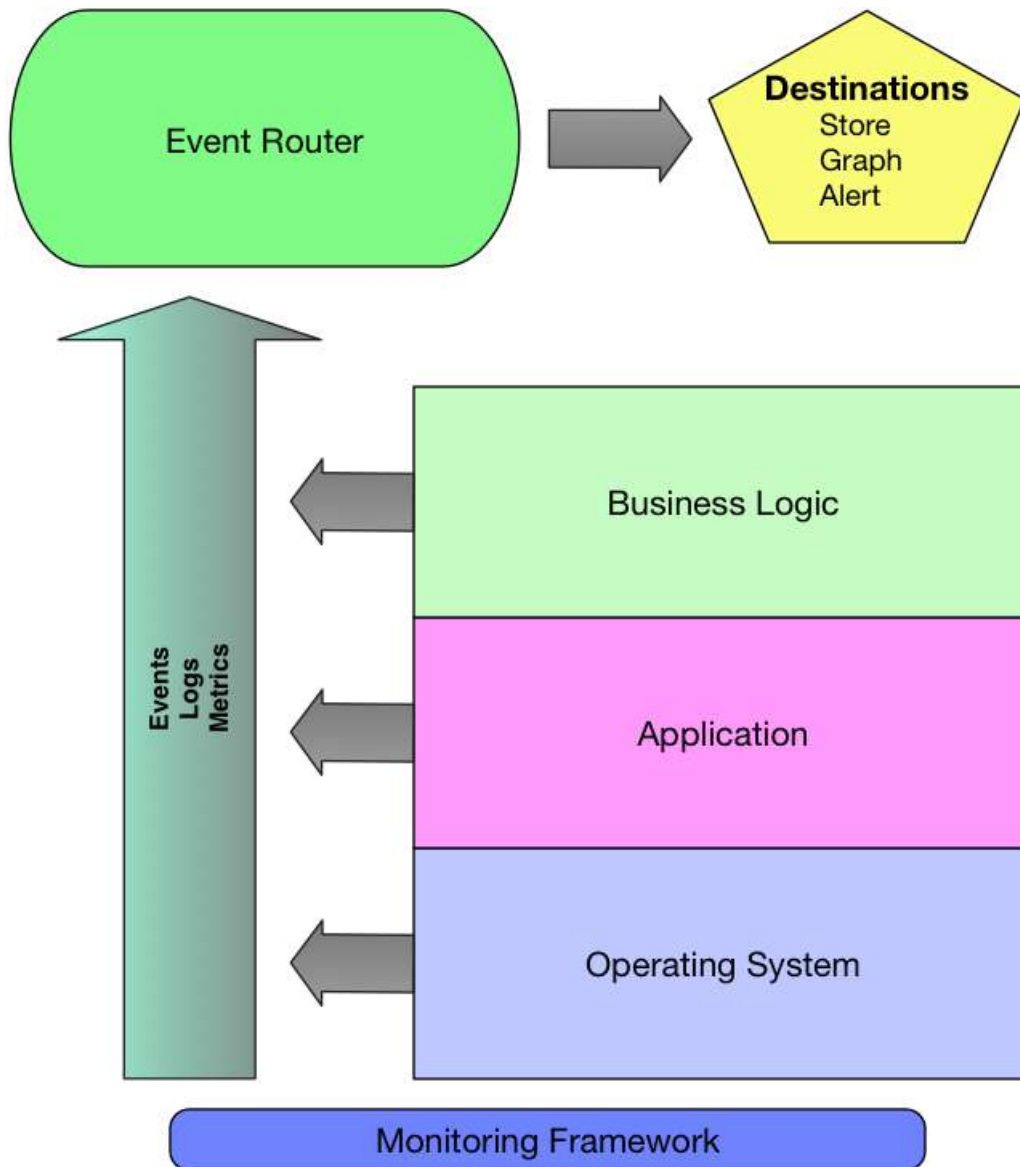 Event Router
Destinations
Store
Graph
Alert
Events
Logs
Metrics
Business Logic
Application
Operating System
Monitoring Framework